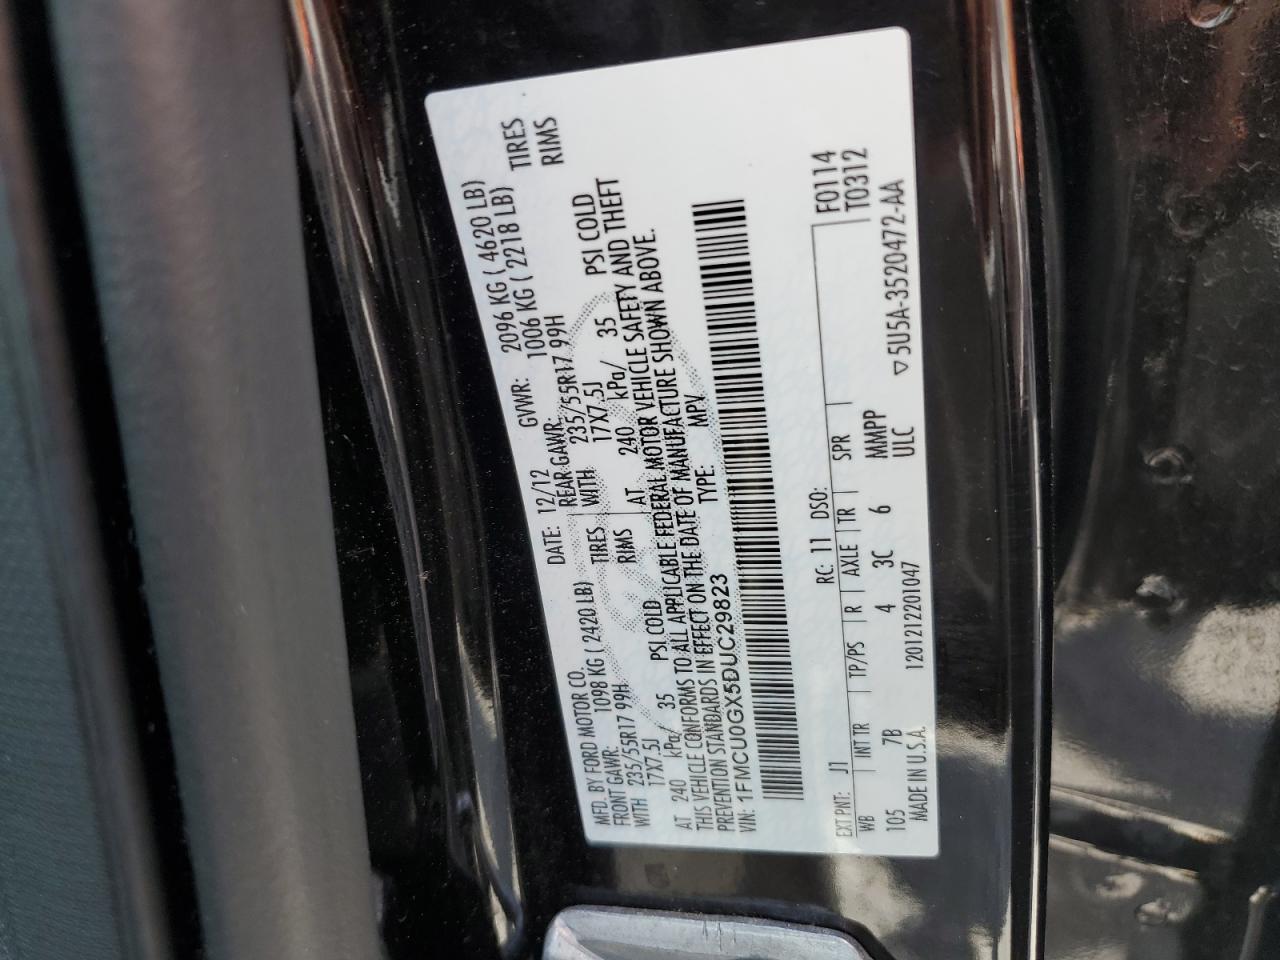 MFD. BY FORD MOTOR CO. DATE: 12/12 GVWR: 2096 KG ( 4620 LB)
FRONT GAWR: 1098 KG ( 2420 LB) REAR GAWR: 1006 KG ( 2218 LB)
WITH 235/55R17 99H TIRES WITH 235/55R17 99H TIRES
17X7.5J RIMS 17X7.5J RIMS
AT 240 kPa/ 35 PSI COLD AT 240 kPa/ 35 PSI COLD
THIS VEHICLE CONFORMS TO ALL APPLICABLE FEDERAL MOTOR VEHICLE SAFETY AND THEFT
PREVENTION STANDARDS IN EFFECT ON THE DATE OF MANUFACTURE SHOWN ABOVE.
VIN: 1FMCU0GX5DUC29823 TYPE: MPV
EXT PNT: J1 RC: 11 DSO: F0114
WB INT TR TP/PS R AXLE TR SPR T0312
105 7B 4 3C 6 MMPP
MADE IN U.S.A. 1201212201047 ULC ▽5U5A-3520472-AA